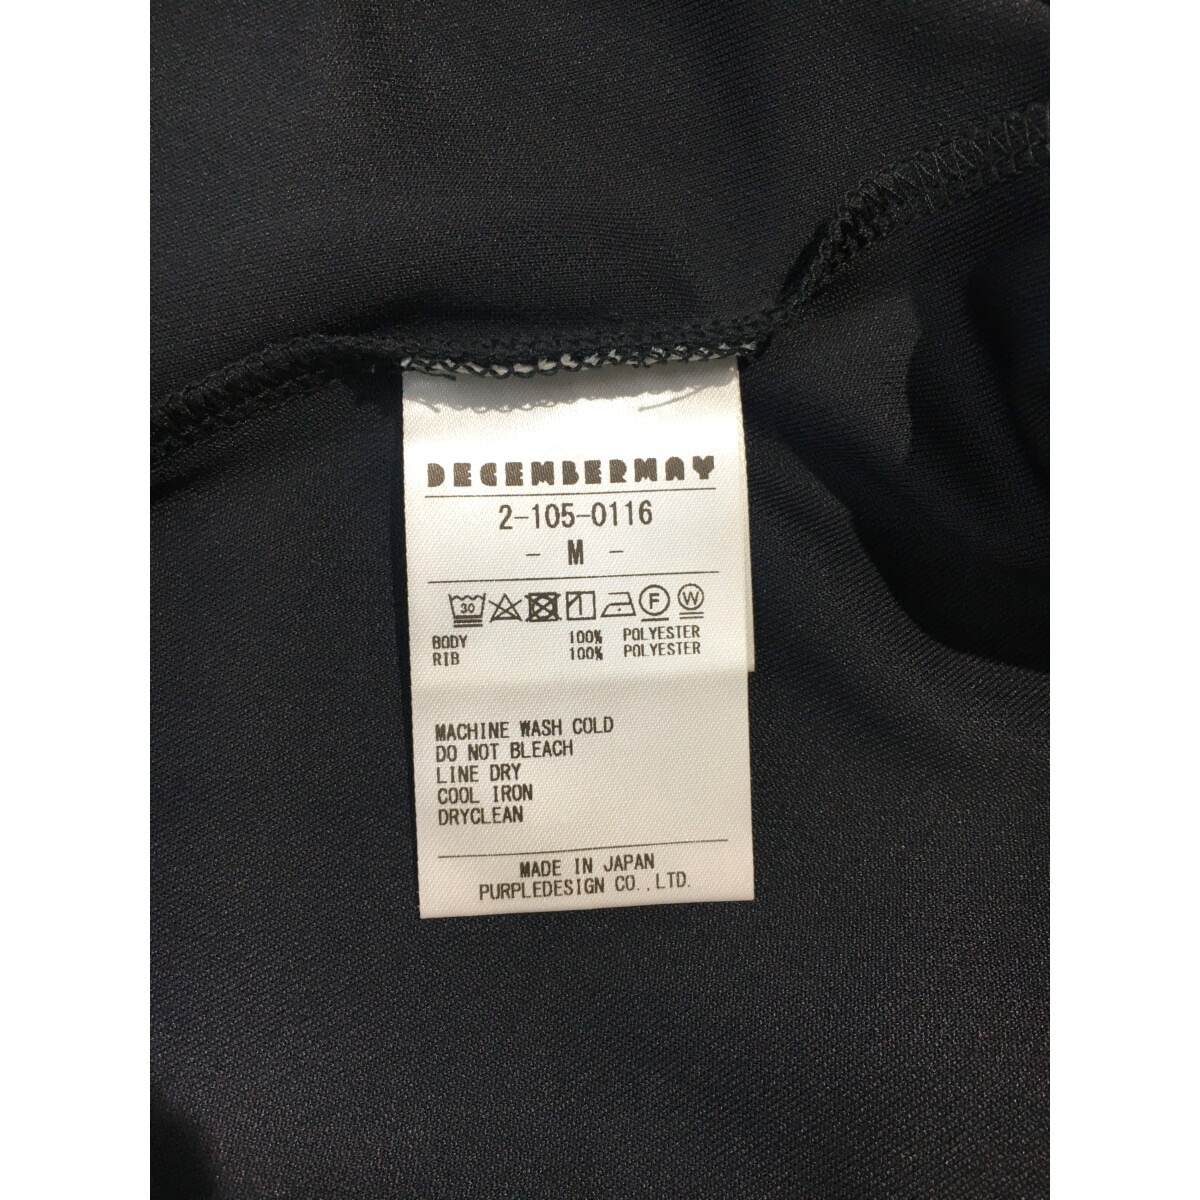 DECEMBERMAY
2-105-0116
- M -
30 F W
BODY 100% POLYESTER
RIB 100% POLYESTER
MACHINE WASH COLD
DO NOT BLEACH
LINE DRY
COOL IRON
DRYCLEAN
MADE IN JAPAN
PURPLEDESIGN CO.,LTD.